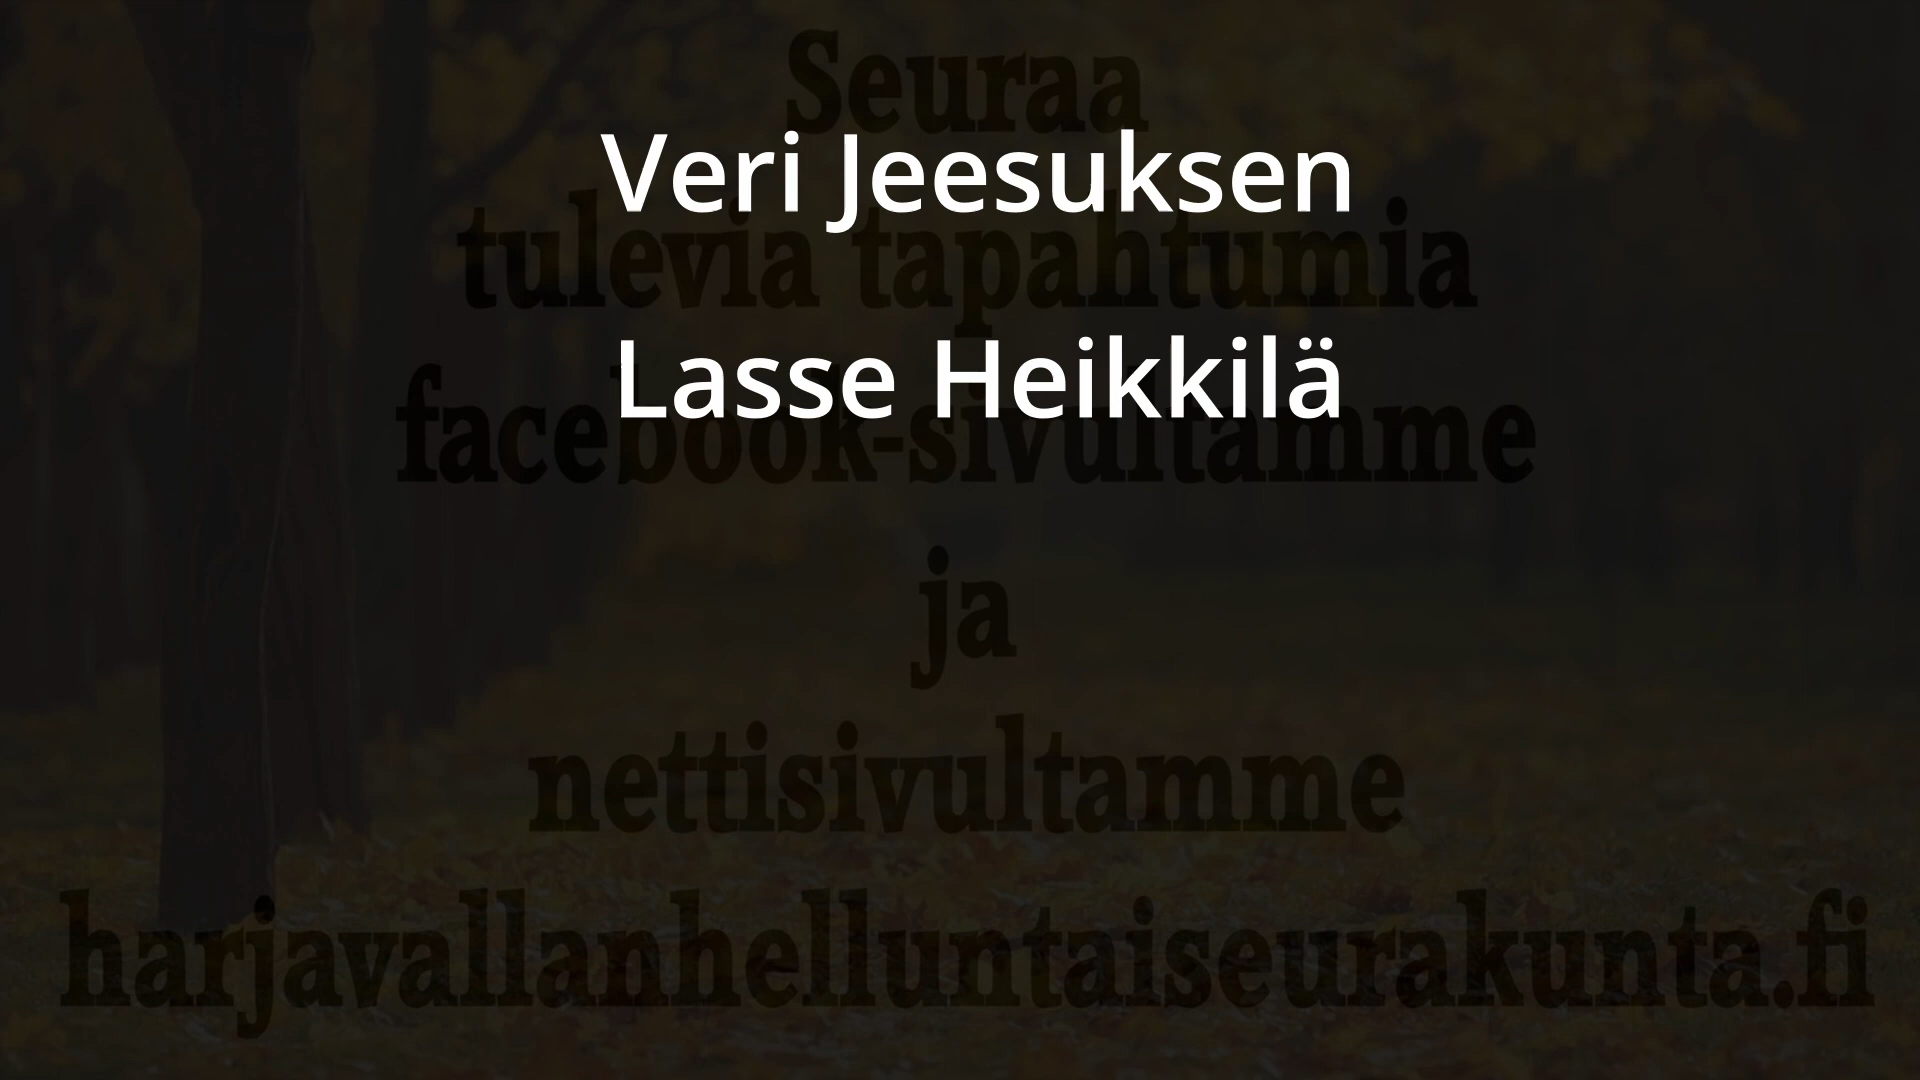 Seuraa
Veri Jeesuksen
tulevia tapahtumia
Lasse Heikkilä
facebook-sivultamme
ja
nettisivultamme
harjavallanhelluntaiseurakunta.fi